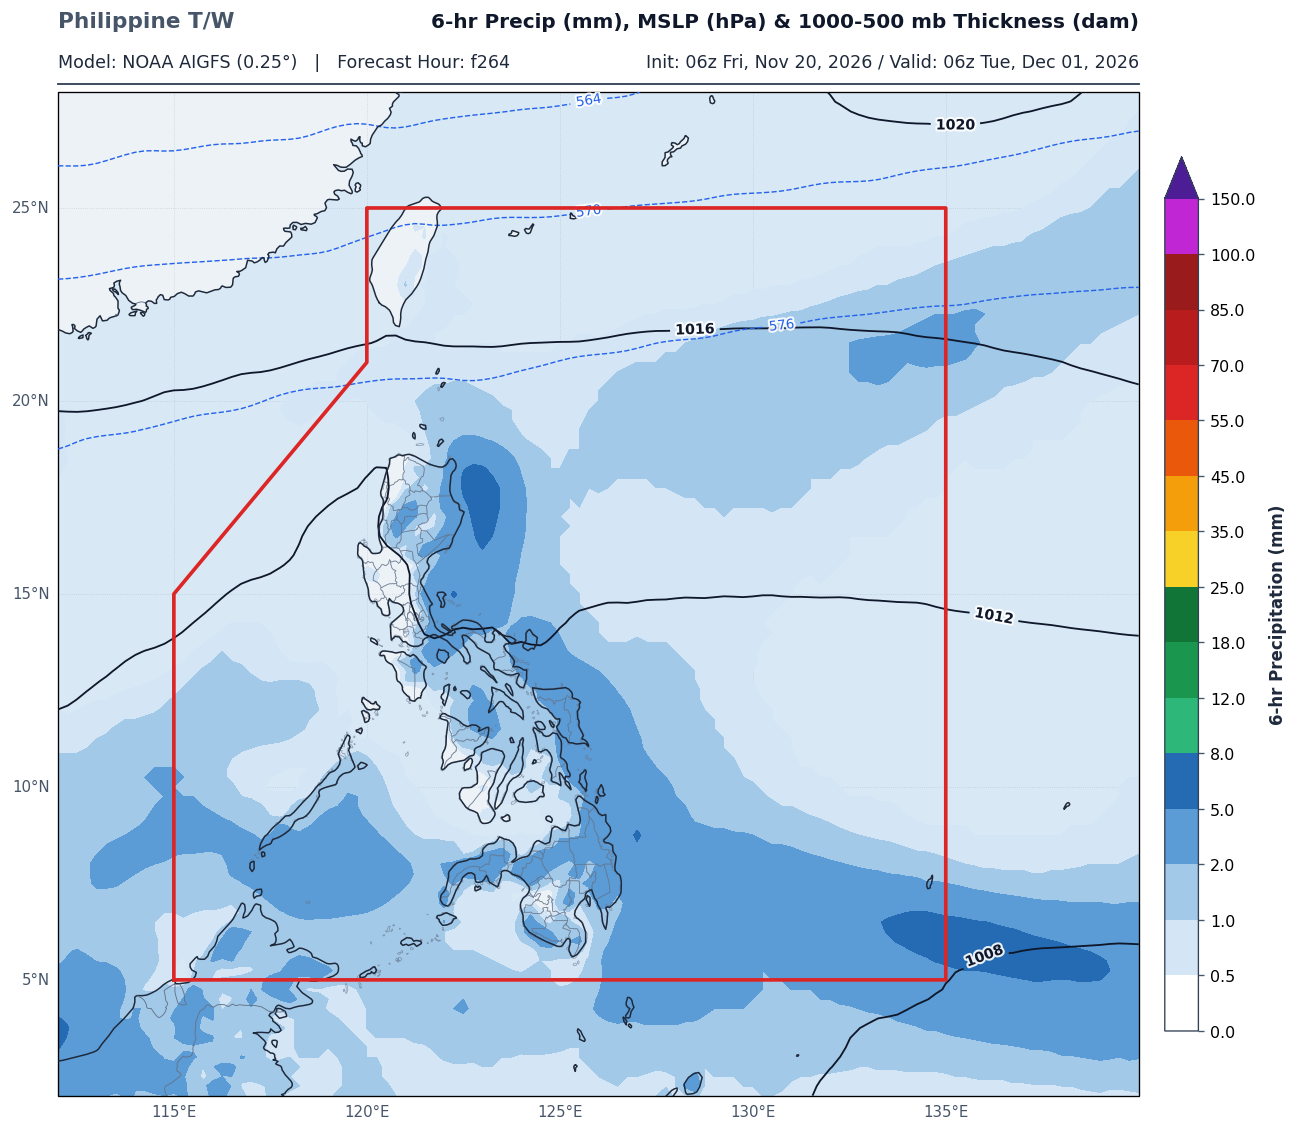 Philippine T/W
6-hr Precip (mm), MSLP (hPa) & 1000-500 mb Thickness (dam)
Model: NOAA AIGFS (0.25°) | Forecast Hour: f264
Init: 06z Fri, Nov 20, 2026 / Valid: 06z Tue, Dec 01, 2026
564
1020
570
1016
576
1012
1008
25°N
20°N
15°N
10°N
5°N
115°E
120°E
125°E
130°E
135°E
150.0
100.0
85.0
70.0
55.0
45.0
35.0
25.0
18.0
12.0
8.0
5.0
2.0
1.0
0.5
0.0
6-hr Precipitation (mm)